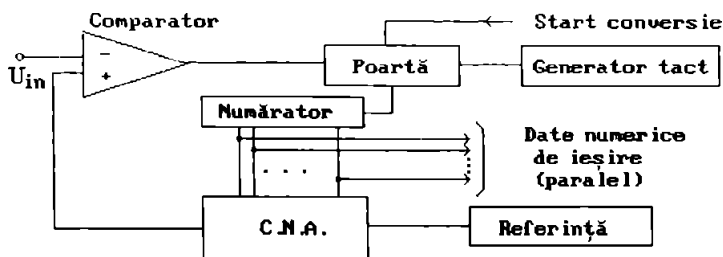 Comparator
Start conversie
−
+
U_in
Poartă
Generator tact
Numărator
Date numerice
de ieșire
(paralel)
. . .
C.N.A.
Referință